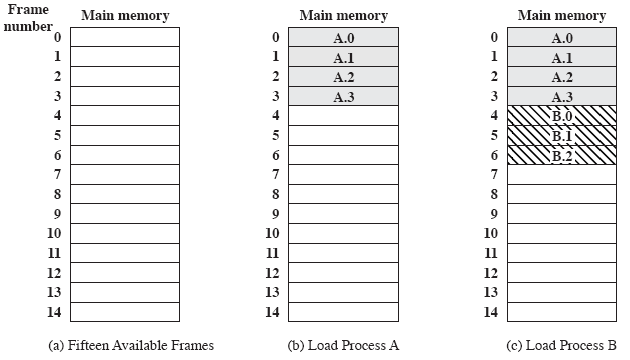 Frame
number
Main memory
0
1
2
3
4
5
6
7
8
9
10
11
12
13
14
(a) Fifteen Available Frames
Main memory
0 A.0
1 A.1
2 A.2
3 A.3
4
5
6
7
8
9
10
11
12
13
14
(b) Load Process A
Main memory
0 A.0
1 A.1
2 A.2
3 A.3
4 B.0
5 B.1
6 B.2
7
8
9
10
11
12
13
14
(c) Load Process B